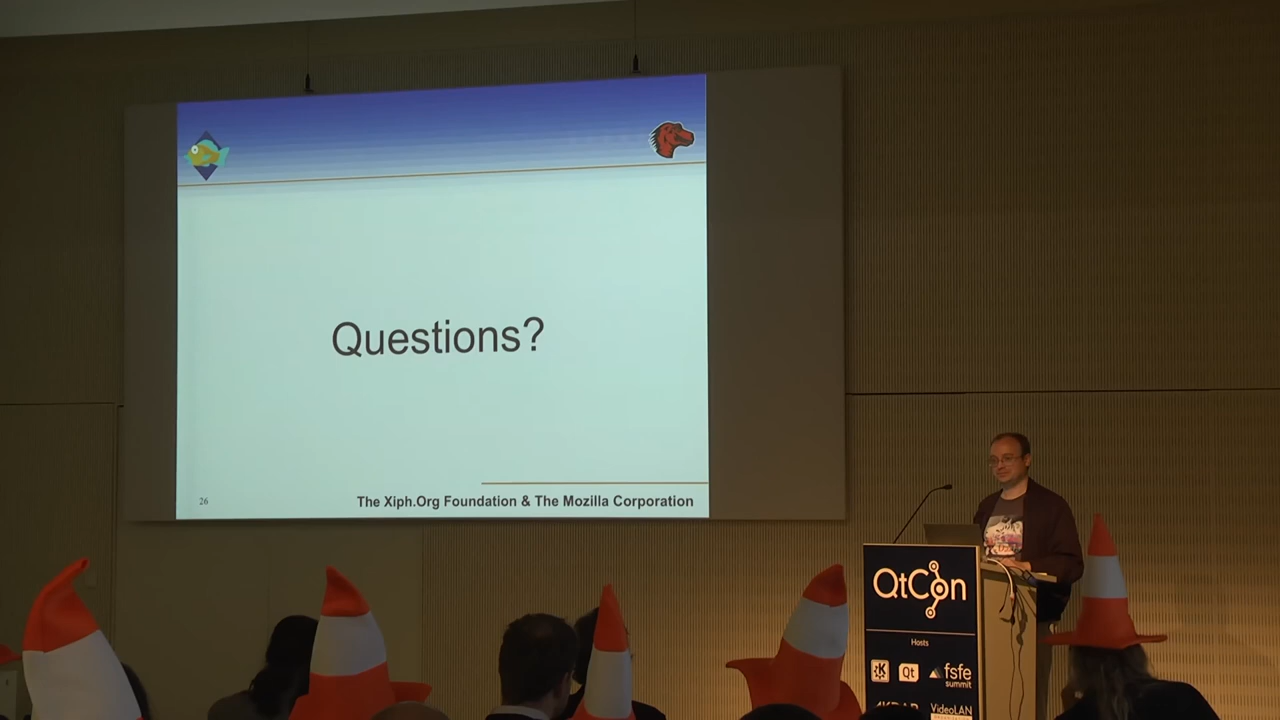 Questions?
26
The Xiph.Org Foundation & The Mozilla Corporation
QtCon
Hosts
Qt
fsfe
summit
VideoLAN